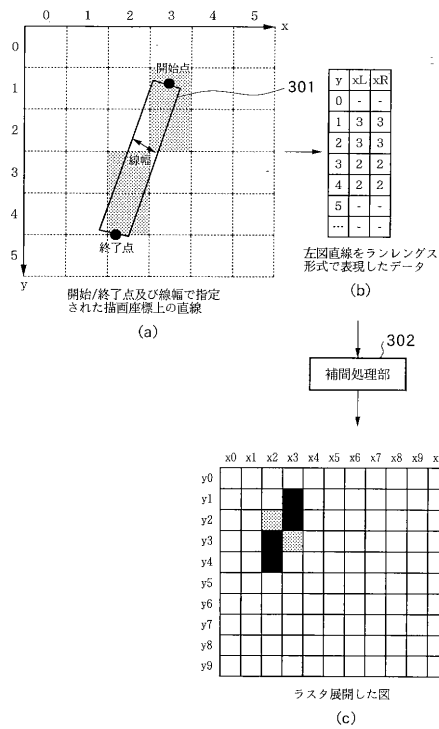 0 1 2 3 4 5
x
0
開始点
1
301
2
線幅
3
4
終了点
5
y
開始/終了点及び線幅で指定
された描画座標上の直線
(a)
y xL xR
0 - -
1 3 3
2 3 3
3 2 2
4 2 2
5 - -
… - -
左図直線をランレングス
形式で表現したデータ
(b)
302
補間処理部
x0 x1 x2 x3 x4 x5 x6 x7 x8 x9
y0
y1
y2
y3
y4
y5
y6
y7
y8
y9
ラスタ展開した図
(c)